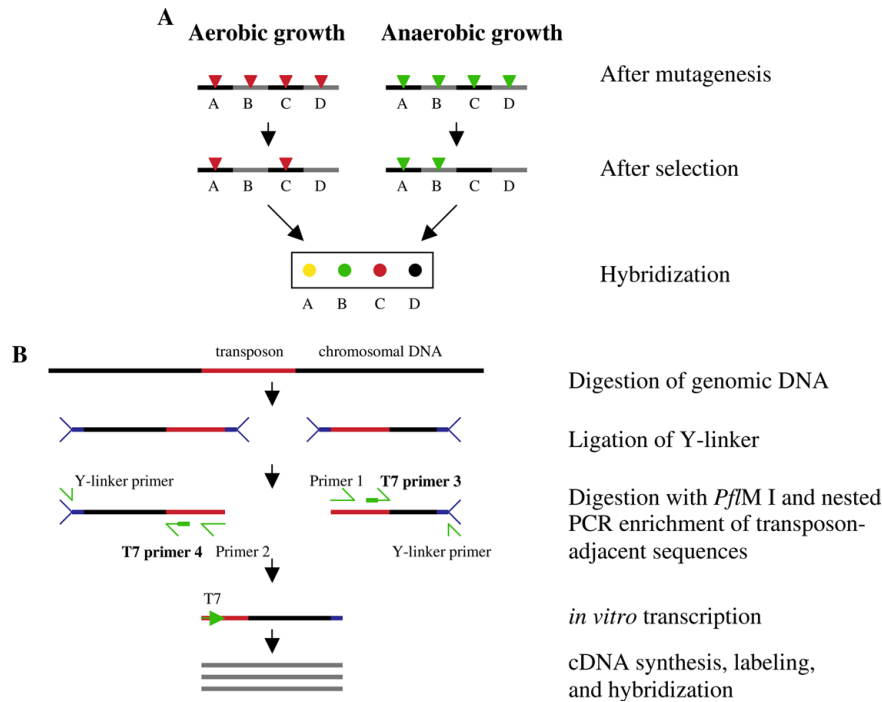 A
Aerobic growth Anaerobic growth
After mutagenesis
A B C D A B C D
After selection
A B C D A B C D
Hybridization
A B C D
B
transposon chromosomal DNA
Digestion of genomic DNA
Ligation of Y-linker
Y-linker primer Primer 1 T7 primer 3
Digestion with PflM I and nested
PCR enrichment of transposon-
adjacent sequences
T7 primer 4 Primer 2 Y-linker primer
T7
in vitro transcription
cDNA synthesis, labeling,
and hybridization